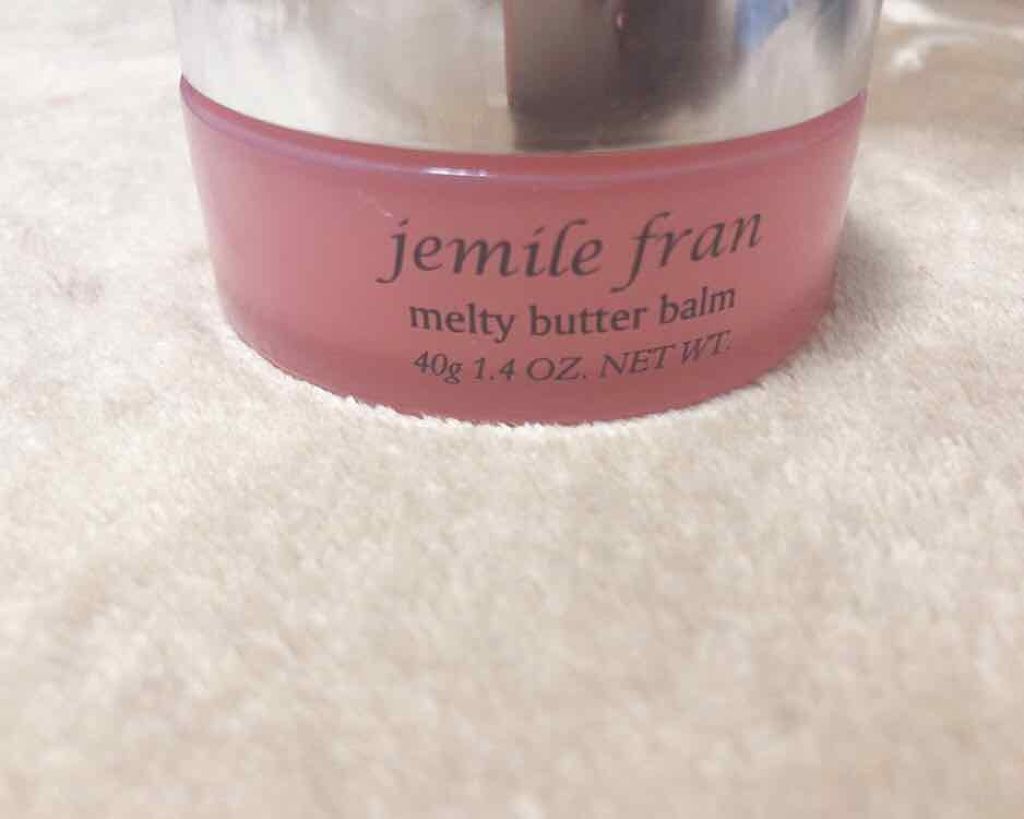 jemile fran
melty butter balm
40g 1.4 OZ. NET WT.